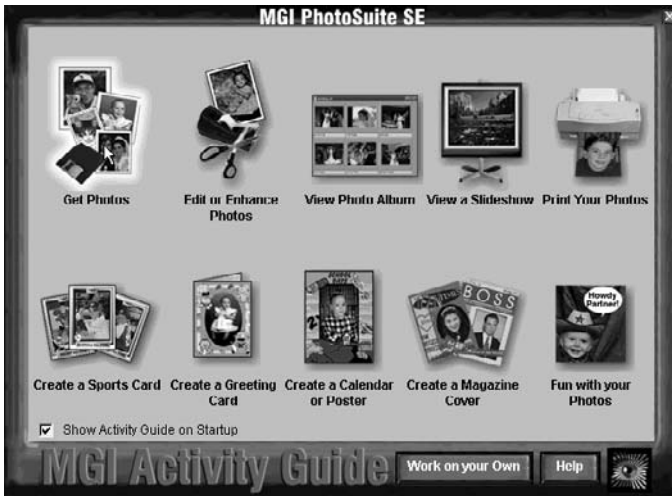 MGI PhotoSuite SE
Get Photos
Edit or Enhance
Photos
View Photo Album
View a Slideshow
Print Your Photos
SCHOOL
DAYS
BOSS
Howdy
Partner!
Create a Sports Card
Create a Greeting
Card
Create a Calendar
or Poster
Create a Magazine
Cover
Fun with your
Photos
Show Activity Guide on Startup
MGI Activity Guide
Work on your Own
Help